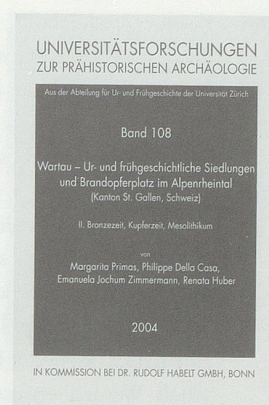 UNIVERSITÄTSFORSCHUNGEN
ZUR PRÄHISTORISCHEN ARCHÄOLOGIE
Aus der Abteilung für Ur- und Frühgeschichte der Universität Zürich
Band 108
Wartau – Ur- und frühgeschichtliche Siedlungen
und Brandopferplatz im Alpenrheintal
(Kanton St. Gallen, Schweiz)
II. Bronzezeit, Kupferzeit, Mesolithikum
von
Margarita Primas, Philippe Della Casa,
Emanuela Jochum Zimmermann, Renata Huber
2004
IN KOMMISSION BEI DR. RUDOLF HABELT GMBH, BONN